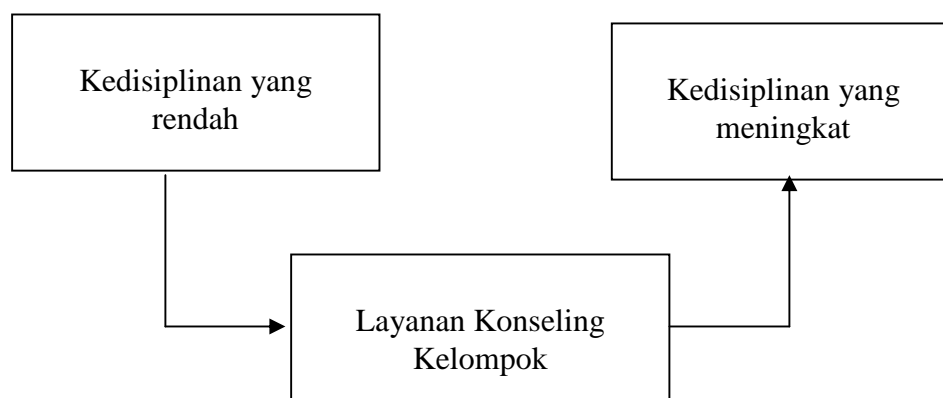 Kedisiplinan yang
rendah
Kedisiplinan yang
meningkat
Layanan Konseling
Kelompok